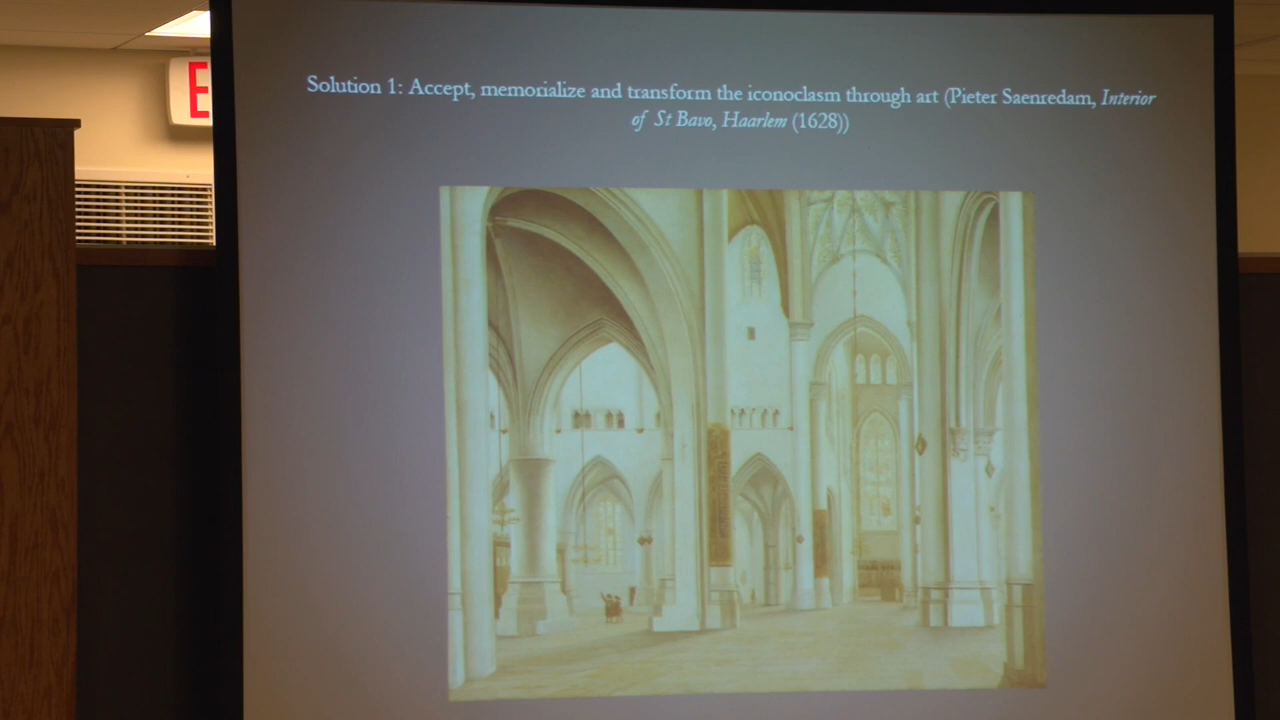 E
Solution 1: Accept, memorialize and transform the iconoclasm through art (Pieter Saenredam, Interior
of St Bavo, Haarlem (1628))